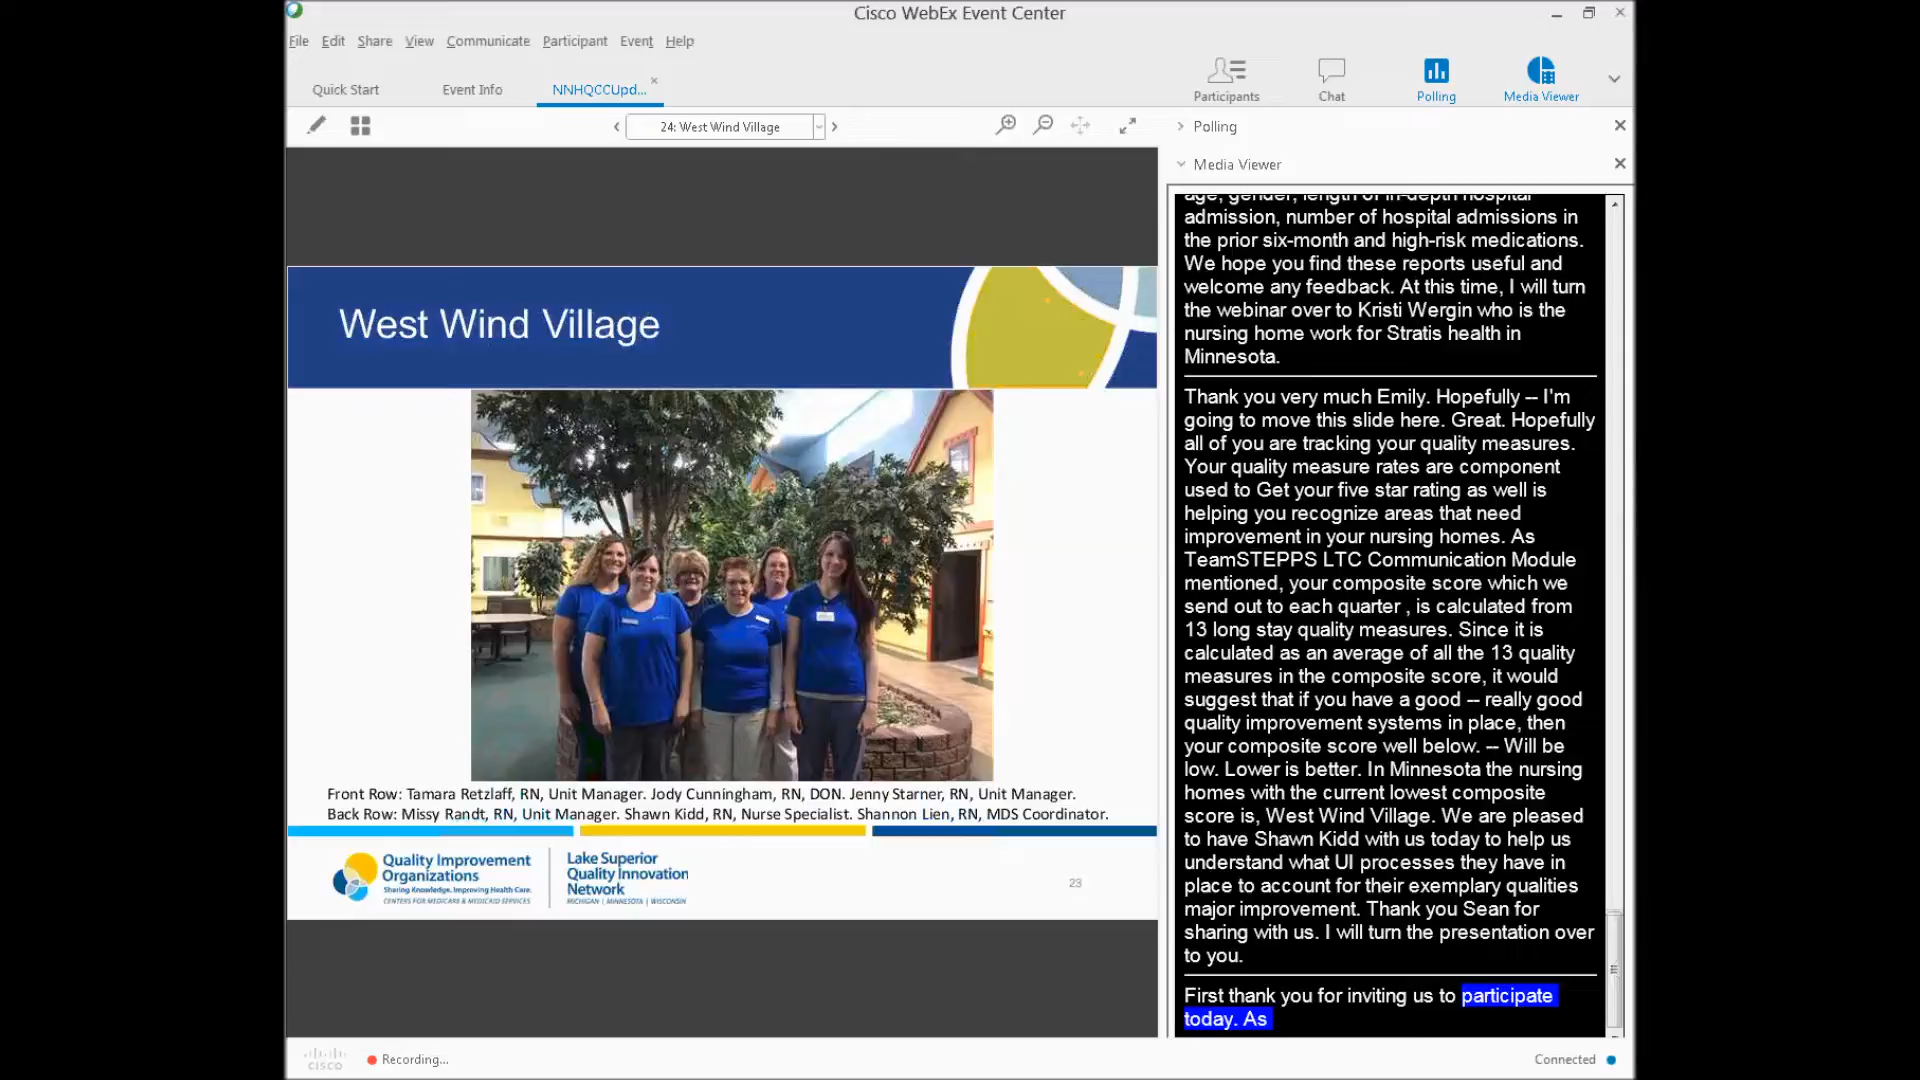 Cisco WebEx Event Center
File Edit Share View Communicate Participant Event Help
Quick Start Event Info NNHQCCUpd...
Participants Chat Polling Media Viewer
24: West Wind Village
Polling
Media Viewer
West Wind Village
Front Row: Tamara Retzlaff, RN, Unit Manager. Jody Cunningham, RN, DON. Jenny Starner, RN, Unit Manager.
Back Row: Missy Randt, RN, Unit Manager. Shawn Kidd, RN, Nurse Specialist. Shannon Lien, RN, MDS Coordinator.
Quality Improvement
Organizations
Sharing Knowledge. Improving Health Care.
CENTERS FOR MEDICARE & MEDICAID SERVICES
Lake Superior
Quality Innovation
Network
MICHIGAN | MINNESOTA | WISCONSIN
23
age, gender, length of in-depth hospital
admission, number of hospital admissions in
the prior six-month and high-risk medications.
We hope you find these reports useful and
welcome any feedback. At this time, I will turn
the webinar over to Kristi Wergin who is the
nursing home work for Stratis health in
Minnesota.
Thank you very much Emily. Hopefully -- I'm
going to move this slide here. Great. Hopefully
all of you are tracking your quality measures.
Your quality measure rates are component
used to Get your five star rating as well is
helping you recognize areas that need
improvement in your nursing homes. As
TeamSTEPPS LTC Communication Module
mentioned, your composite score which we
send out to each quarter , is calculated from
13 long stay quality measures. Since it is
calculated as an average of all the 13 quality
measures in the composite score, it would
suggest that if you have a good -- really good
quality improvement systems in place, then
your composite score well below. -- Will be
low. Lower is better. In Minnesota the nursing
homes with the current lowest composite
score is, West Wind Village. We are pleased
to have Shawn Kidd with us today to help us
understand what UI processes they have in
place to account for their exemplary qualities
major improvement. Thank you Sean for
sharing with us. I will turn the presentation over
to you.
First thank you for inviting us to participate
today. As
CISCO
Recording...
Connected